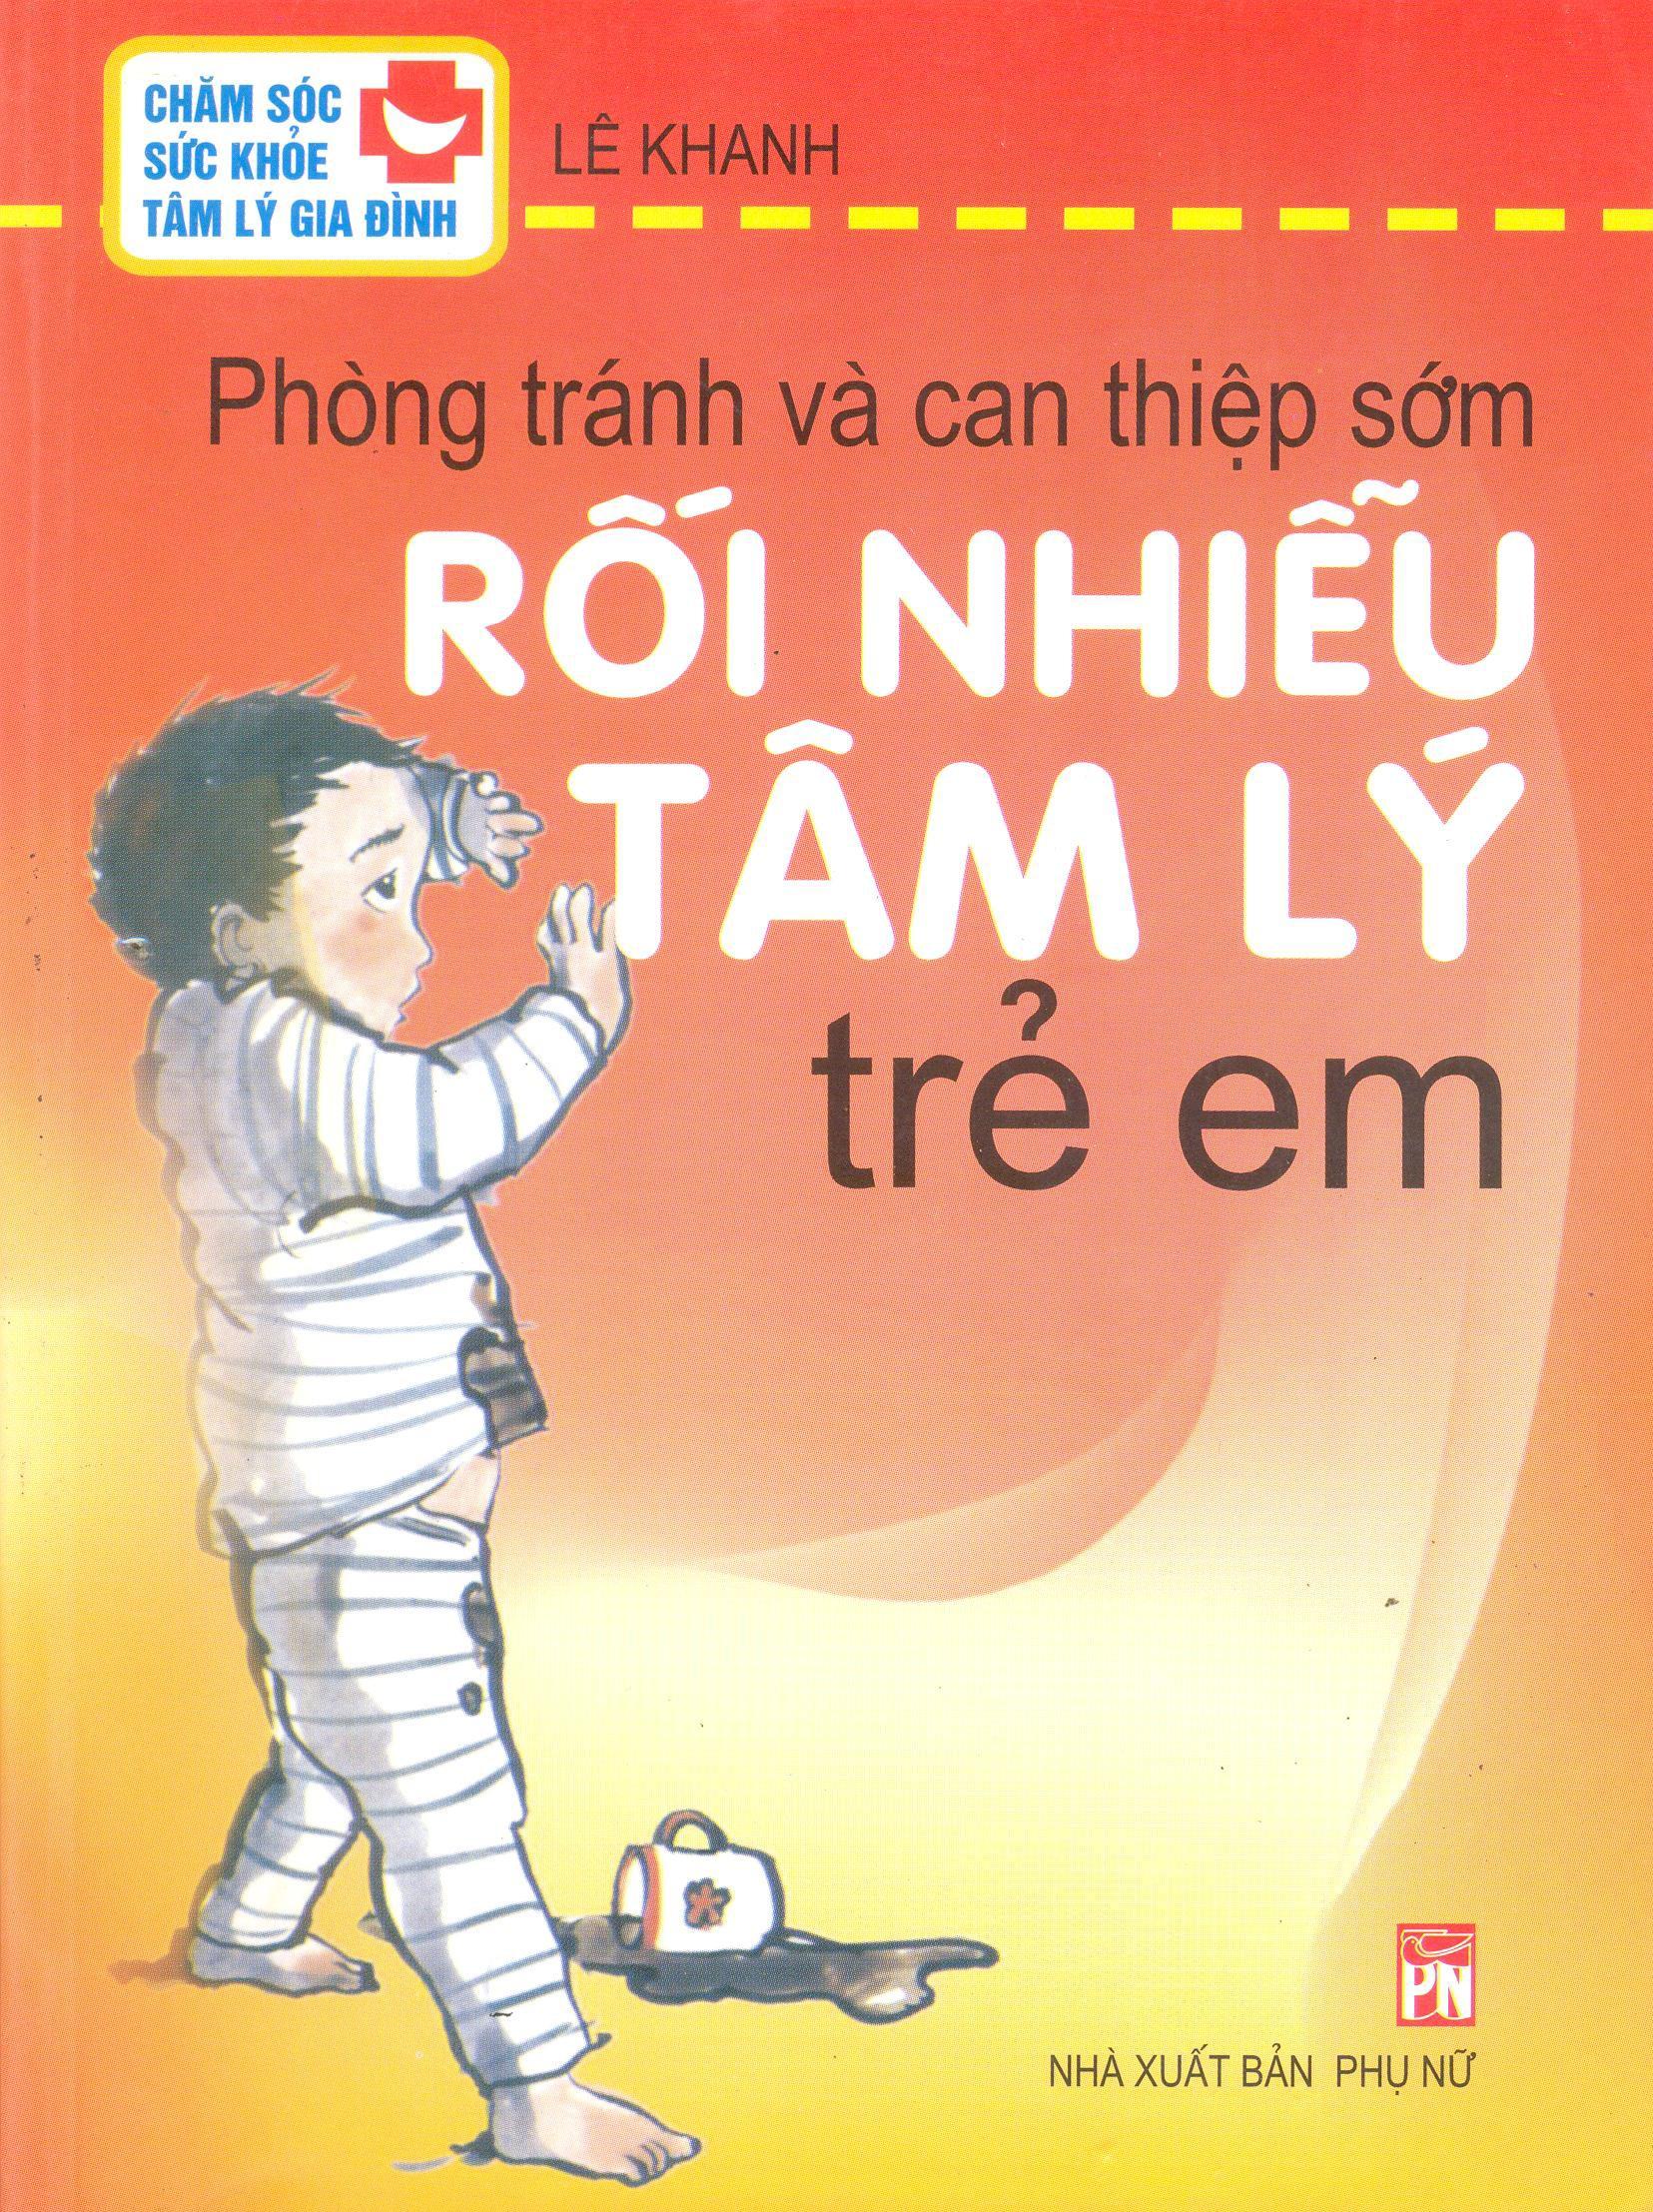 CHĂM SÓC
SỨC KHỎE
TÂM LÝ GIA ĐÌNH
LÊ KHANH
Phòng tránh và can thiệp sớm
RỐI NHIỄU
TÂM LÝ
trẻ em
PN
NHÀ XUẤT BẢN PHỤ NỮ